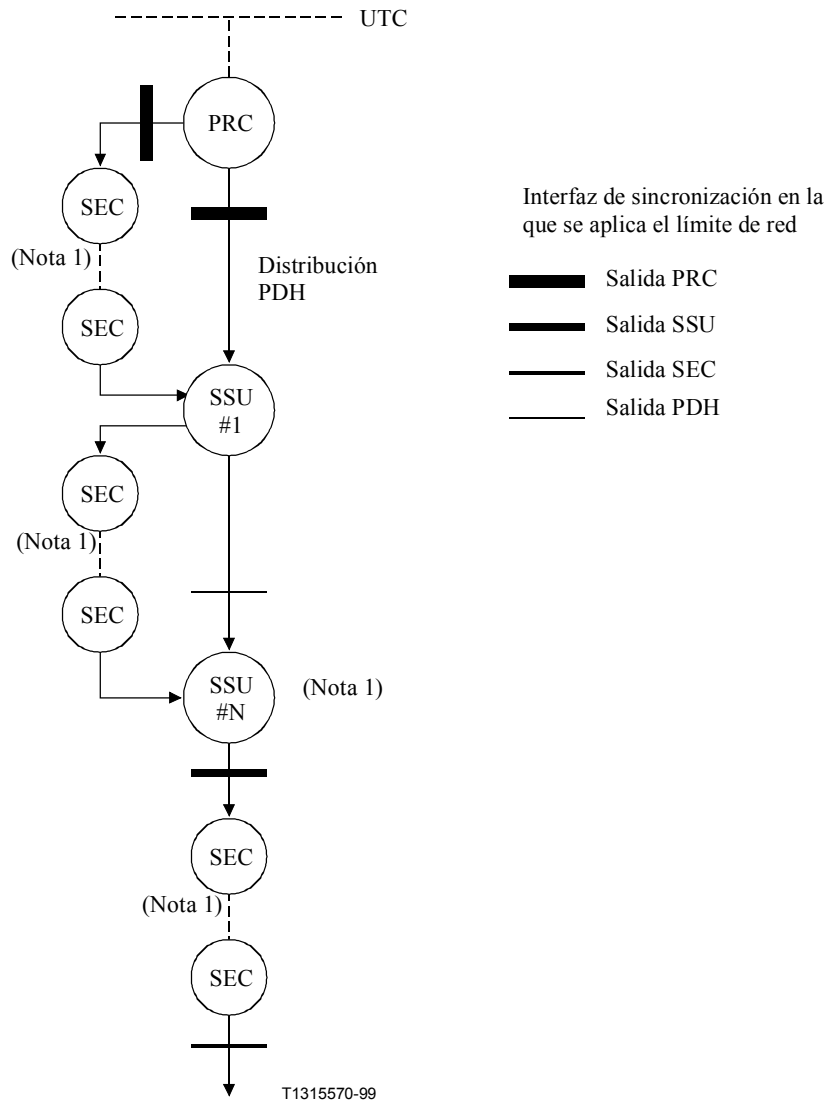 UTC
PRC
SEC
Interfaz de sincronización en la
que se aplica el límite de red
(Nota 1)
Distribución
PDH
Salida PRC
SEC
Salida SSU
Salida SEC
SSU
#1
Salida PDH
SEC
(Nota 1)
SEC
SSU
#N
(Nota 1)
SEC
(Nota 1)
SEC
T1315570-99